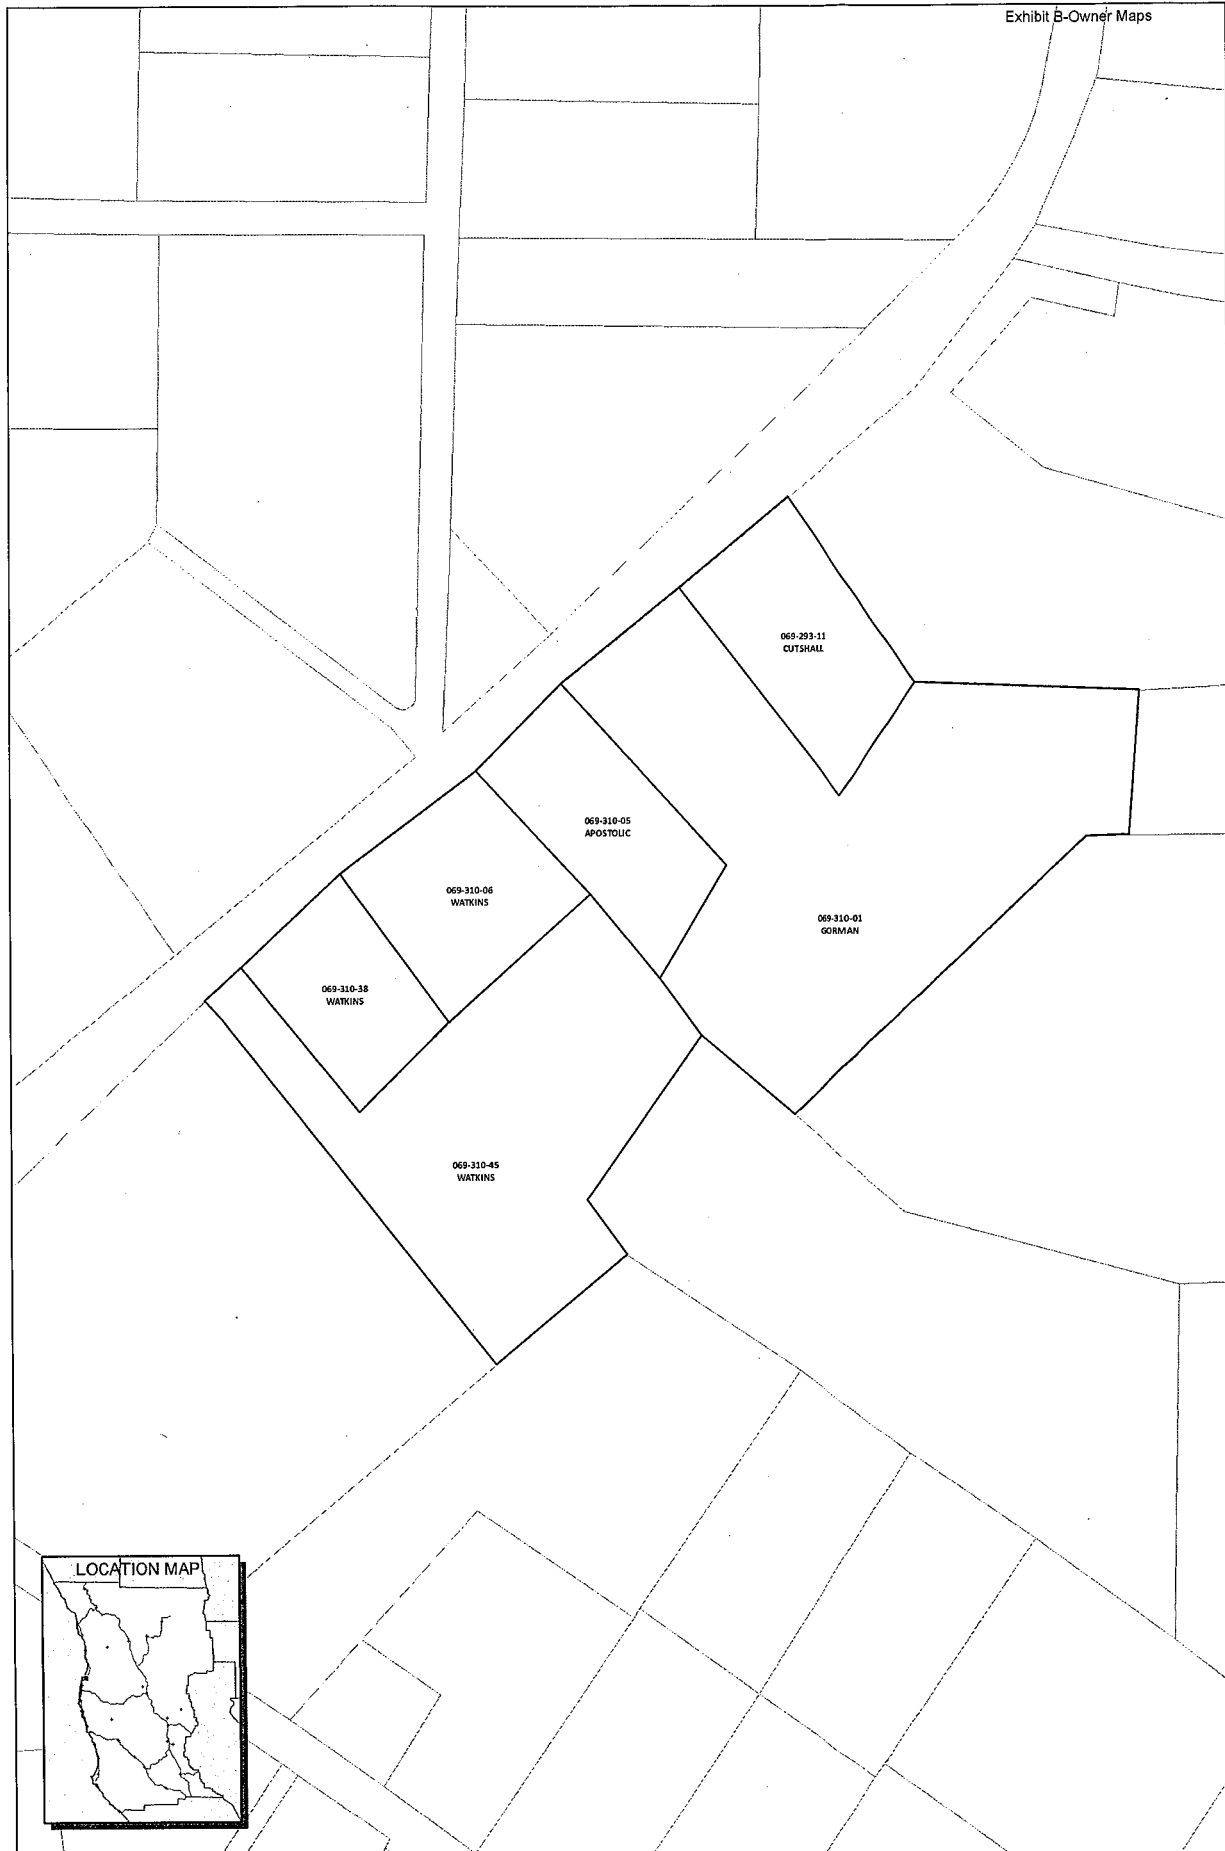 Exhibit B-Owner Maps
069-293-11
CUTSHALL
069-310-05
APOSTOLIC
069-310-06
WATKINS
069-310-01
GORMAN
069-310-38
WATKINS
069-310-45
WATKINS
LOCATION MAP